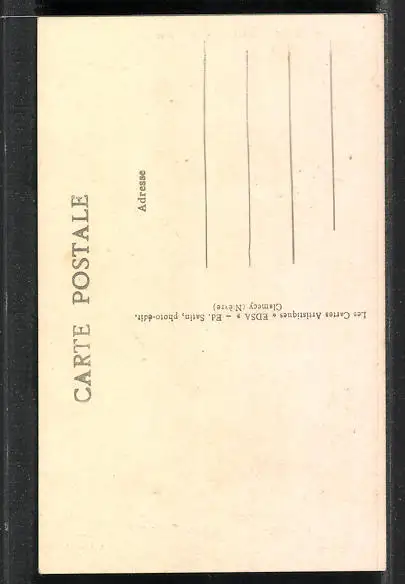 CARTE POSTALE
Adresse
Les Cartes Artistiques « EDSA » – Ed. Satin, photo-édit.
Clamecy (Nièvre)